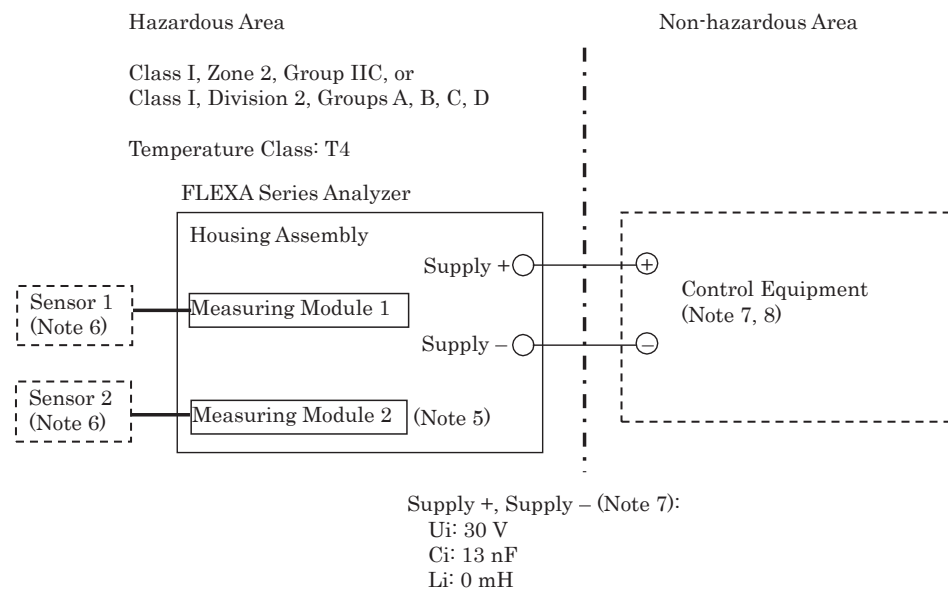 Hazardous Area
Non-hazardous Area
Class I, Zone 2, Group IIC, or
Class I, Division 2, Groups A, B, C, D
Temperature Class: T4
FLEXA Series Analyzer
Housing Assembly
Supply +
+
Sensor 1
(Note 6)
Measuring Module 1
Control Equipment
(Note 7, 8)
Supply –
–
Sensor 2
(Note 6)
Measuring Module 2
(Note 5)
Supply +, Supply – (Note 7):
Ui: 30 V
Ci: 13 nF
Li: 0 mH